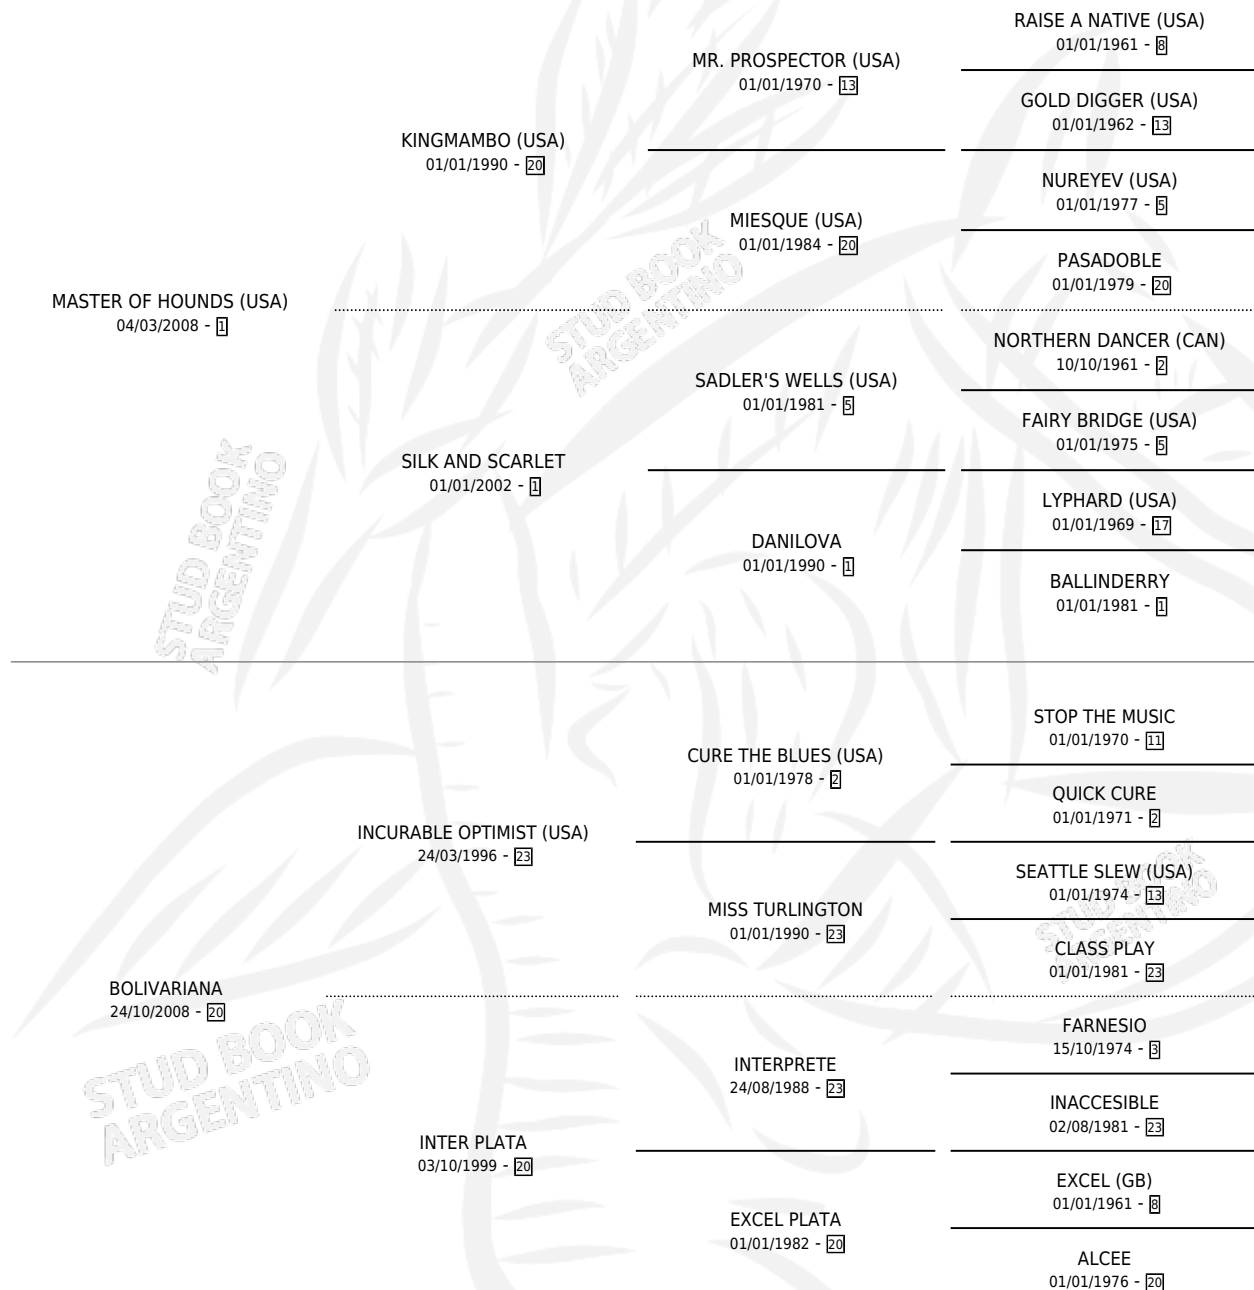 RAISE A NATIVE (USA)
01/01/1961 - 8
MR. PROSPECTOR (USA)
01/01/1970 - 13
GOLD DIGGER (USA)
01/01/1962 - 13
KINGMAMBO (USA)
01/01/1990 - 20
NUREYEV (USA)
01/01/1977 - 5
MIESQUE (USA)
01/01/1984 - 20
PASADOBLE
01/01/1979 - 20
MASTER OF HOUNDS (USA)
04/03/2008 - 1
NORTHERN DANCER (CAN)
10/10/1961 - 2
SADLER'S WELLS (USA)
01/01/1981 - 5
FAIRY BRIDGE (USA)
01/01/1975 - 5
SILK AND SCARLET
01/01/2002 - 1
LYPHARD (USA)
01/01/1969 - 17
DANILOVA
01/01/1990 - 1
BALLINDERRY
01/01/1981 - 1
STOP THE MUSIC
01/01/1970 - 11
CURE THE BLUES (USA)
01/01/1978 - 2
QUICK CURE
01/01/1971 - 2
INCURABLE OPTIMIST (USA)
24/03/1996 - 23
SEATTLE SLEW (USA)
01/01/1974 - 13
MISS TURLINGTON
01/01/1990 - 23
CLASS PLAY
01/01/1981 - 23
BOLIVARIANA
24/10/2008 - 20
FARNESIO
15/10/1974 - 3
INTERPRETE
24/08/1988 - 23
INACCESIBLE
02/08/1981 - 23
INTER PLATA
03/10/1999 - 20
EXCEL (GB)
01/01/1961 - 8
EXCEL PLATA
01/01/1982 - 20
ALCEE
01/01/1976 - 20
STUD BOOK
ARGENTINO
STUD BOOK
ARGENTINO
STUD BOOK
ARGENTINO
STUD BOOK
ARGENTINO